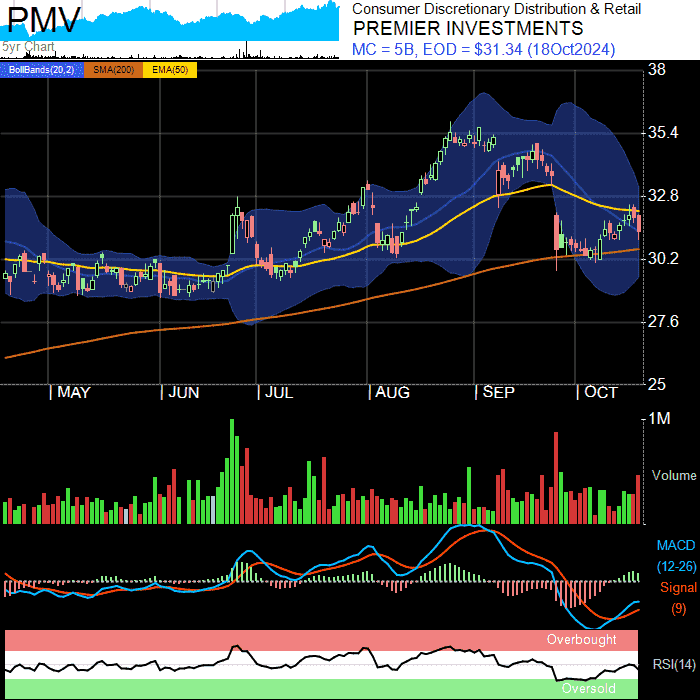 PMV
5yr Chart
Consumer Discretionary Distribution & Retail
PREMIER INVESTMENTS
MC = 5B, EOD = $31.34 (18Oct2024)
BollBands(20,2) SMA(200) EMA(50)
38
35.4
32.8
30.2
27.6
25
MAY JUN JUL AUG SEP OCT
1M
Volume
MACD
(12-26)
Signal
(9)
Overbought
RSI(14)
Oversold